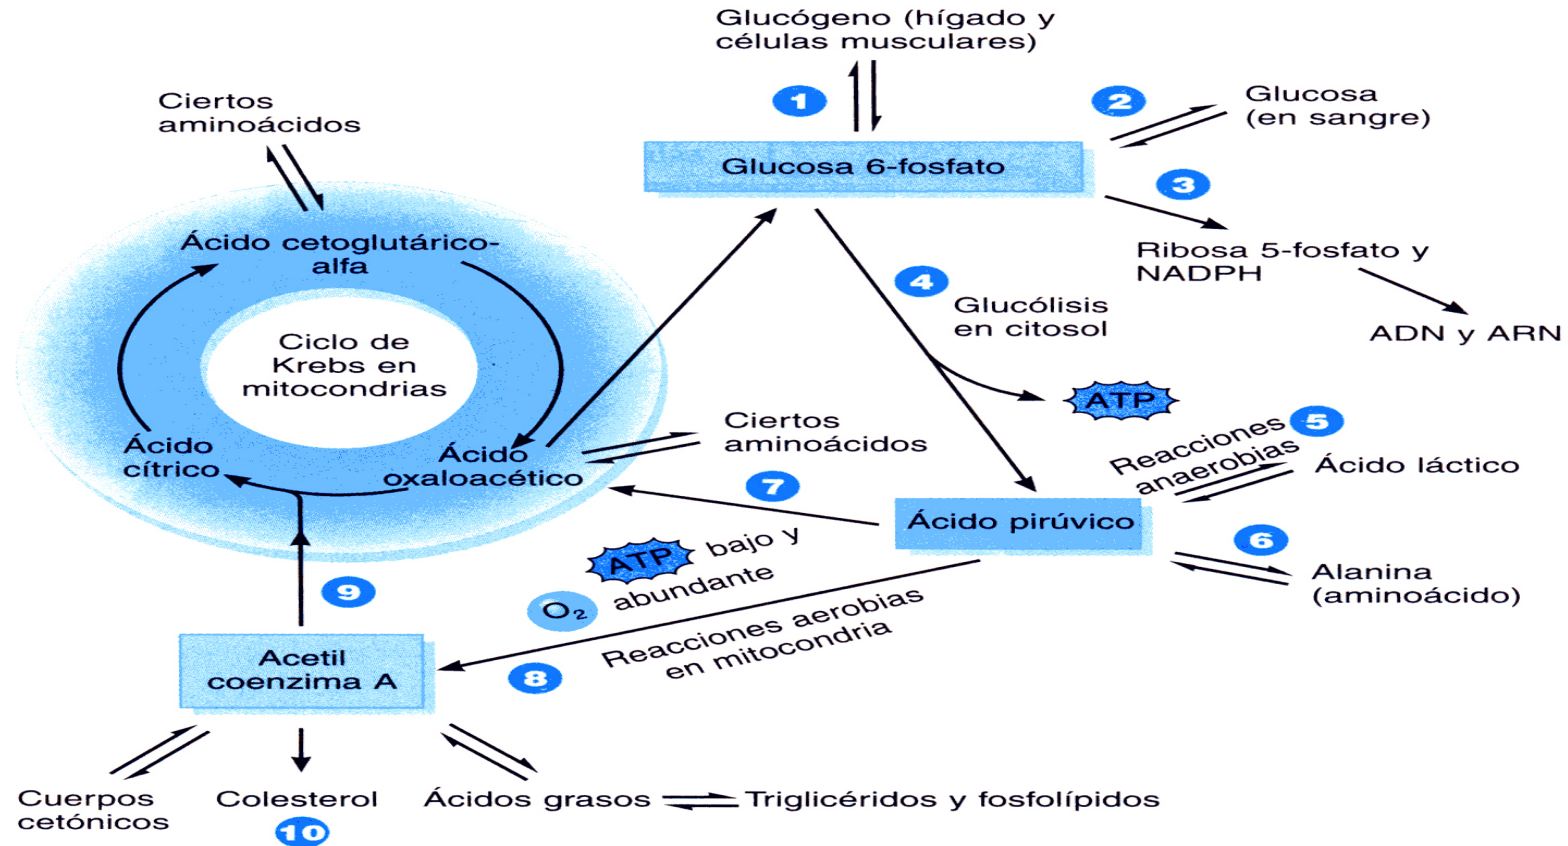 Glucógeno (hígado y
células musculares)
1
2
Glucosa
(en sangre)
Ciertos
aminoácidos
Glucosa 6-fosfato
3
Ribosa 5-fosfato y
NADPH
ADN y ARN
Ácido cetoglutárico-
alfa
4
Glucólisis
en citosol
Ciclo de
Krebs en
mitocondrias
ATP
Ciertos
aminoácidos
Reacciones
anaerobias
5
Ácido láctico
Ácido
cítrico
Ácido
oxaloacético
7
Ácido pirúvico
6
Alanina
(aminoácido)
ATP bajo y
O₂ abundante
Reacciones aerobias
en mitocondria
8
9
Acetil
coenzima A
Cuerpos
cetónicos
Colesterol
10
Ácidos grasos
Triglicéridos y fosfolípidos